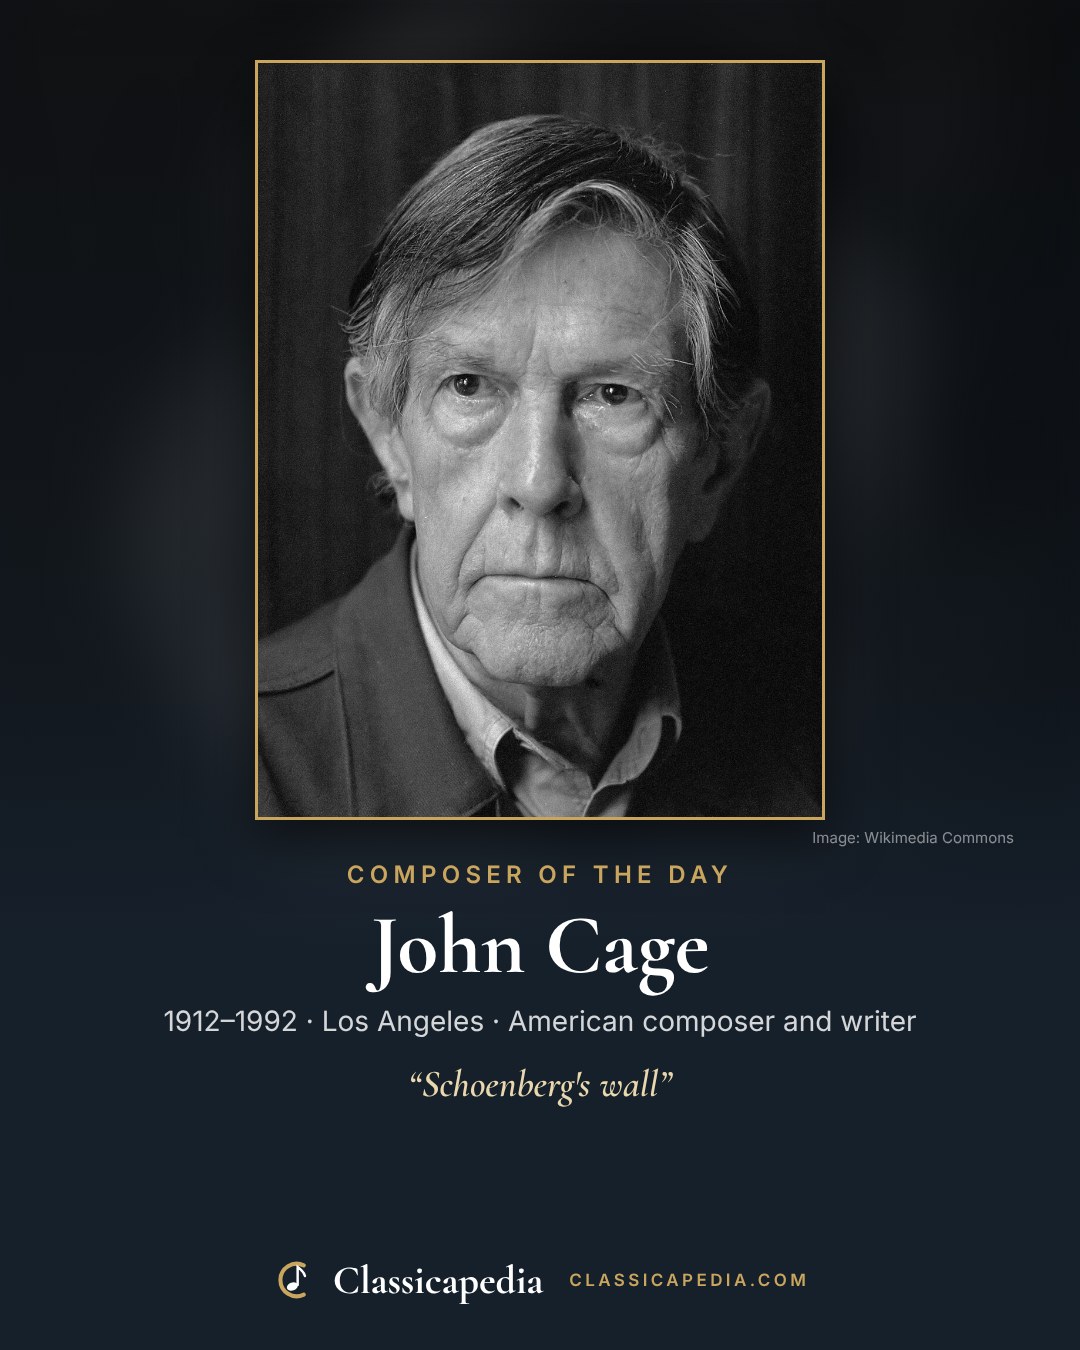 Image: Wikimedia Commons
COMPOSER OF THE DAY
John Cage
1912–1992 · Los Angeles · American composer and writer
“Schoenberg's wall”
Classicapedia CLASSICAPEDIA.COM